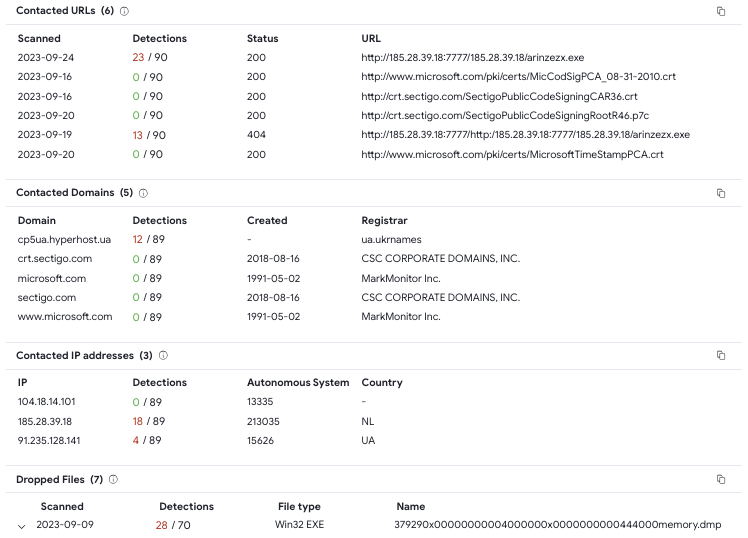 Contacted URLs (6)
Scanned Detections Status URL
2023-09-24 23 / 90 200 http://185.28.39.18:7777/185.28.39.18/arinzezx.exe
2023-09-16 0 / 90 200 http://www.microsoft.com/pki/certs/MicCodSigPCA_08-31-2010.crt
2023-09-16 0 / 90 200 http://crt.sectigo.com/SectigoPublicCodeSigningCAR36.crt
2023-09-20 0 / 90 200 http://crt.sectigo.com/SectigoPublicCodeSigningRootR46.p7c
2023-09-19 13 / 90 404 http://185.28.39.18:7777/http:/185.28.39.18:7777/185.28.39.18/arinzezx.exe
2023-09-20 0 / 90 200 http://www.microsoft.com/pki/certs/MicrosoftTimeStampPCA.crt
Contacted Domains (5)
Domain Detections Created Registrar
cp5ua.hyperhost.ua 12 / 89 - ua.ukrnames
crt.sectigo.com 0 / 89 2018-08-16 CSC CORPORATE DOMAINS, INC.
microsoft.com 0 / 89 1991-05-02 MarkMonitor Inc.
sectigo.com 0 / 89 2018-08-16 CSC CORPORATE DOMAINS, INC.
www.microsoft.com 0 / 89 1991-05-02 MarkMonitor Inc.
Contacted IP addresses (3)
IP Detections Autonomous System Country
104.18.14.101 0 / 89 13335 -
185.28.39.18 18 / 89 213035 NL
91.235.128.141 4 / 89 15626 UA
Dropped Files (7)
Scanned Detections File type Name
2023-09-09 28 / 70 Win32 EXE 379290x00000000004000000x0000000000444000memory.dmp